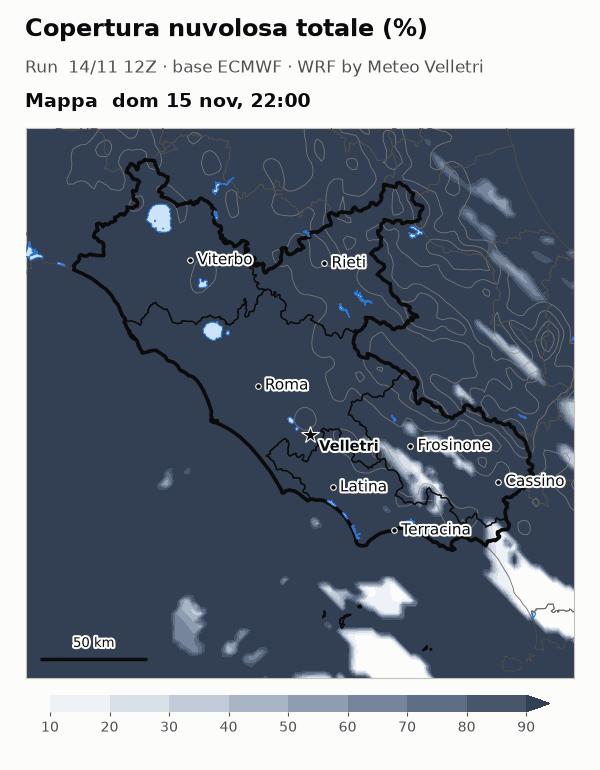 Copertura nuvolosa totale (%)
Run 14/11 12Z · base ECMWF · WRF by Meteo Velletri
Mappa dom 15 nov, 22:00
Viterbo
Rieti
Roma
Velletri
Frosinone
Latina
Cassino
Terracina
50 km
10 20 30 40 50 60 70 80 90